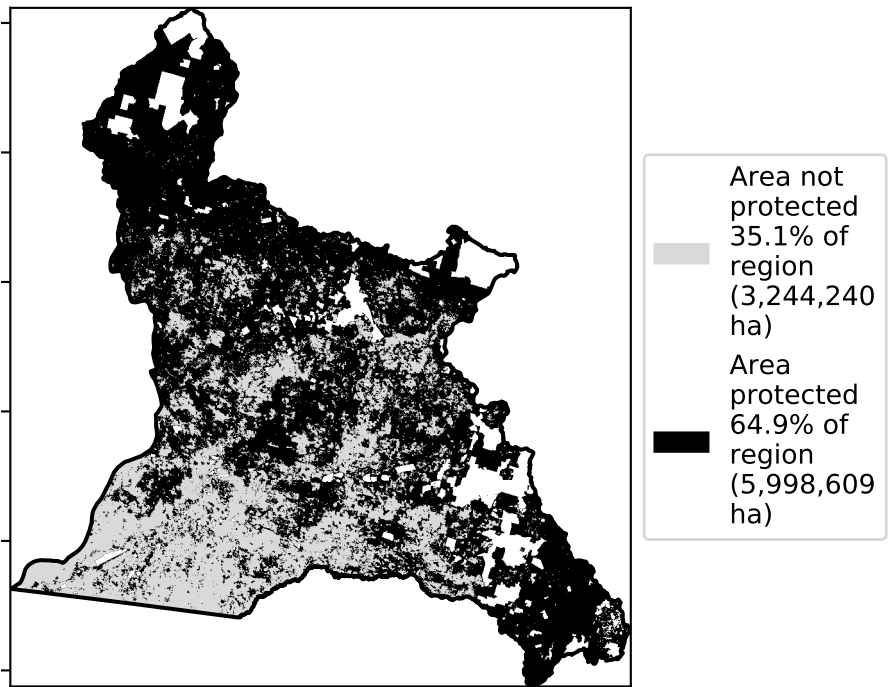 Area not
protected
35.1% of
region
(3,244,240
ha)
Area
protected
64.9% of
region
(5,998,609
ha)